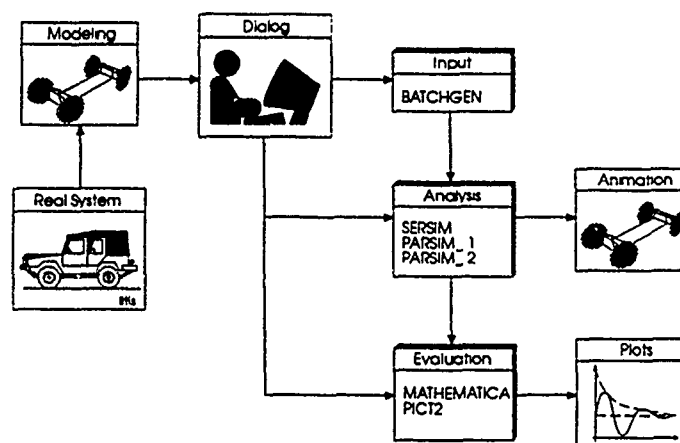 Modeling
Dialog
Input
BATCHGEN
Real System
Analysis
SERSIM
PARSIM_1
PARSIM_2
Animation
Evaluation
MATHEMATICA
PICT2
Plots